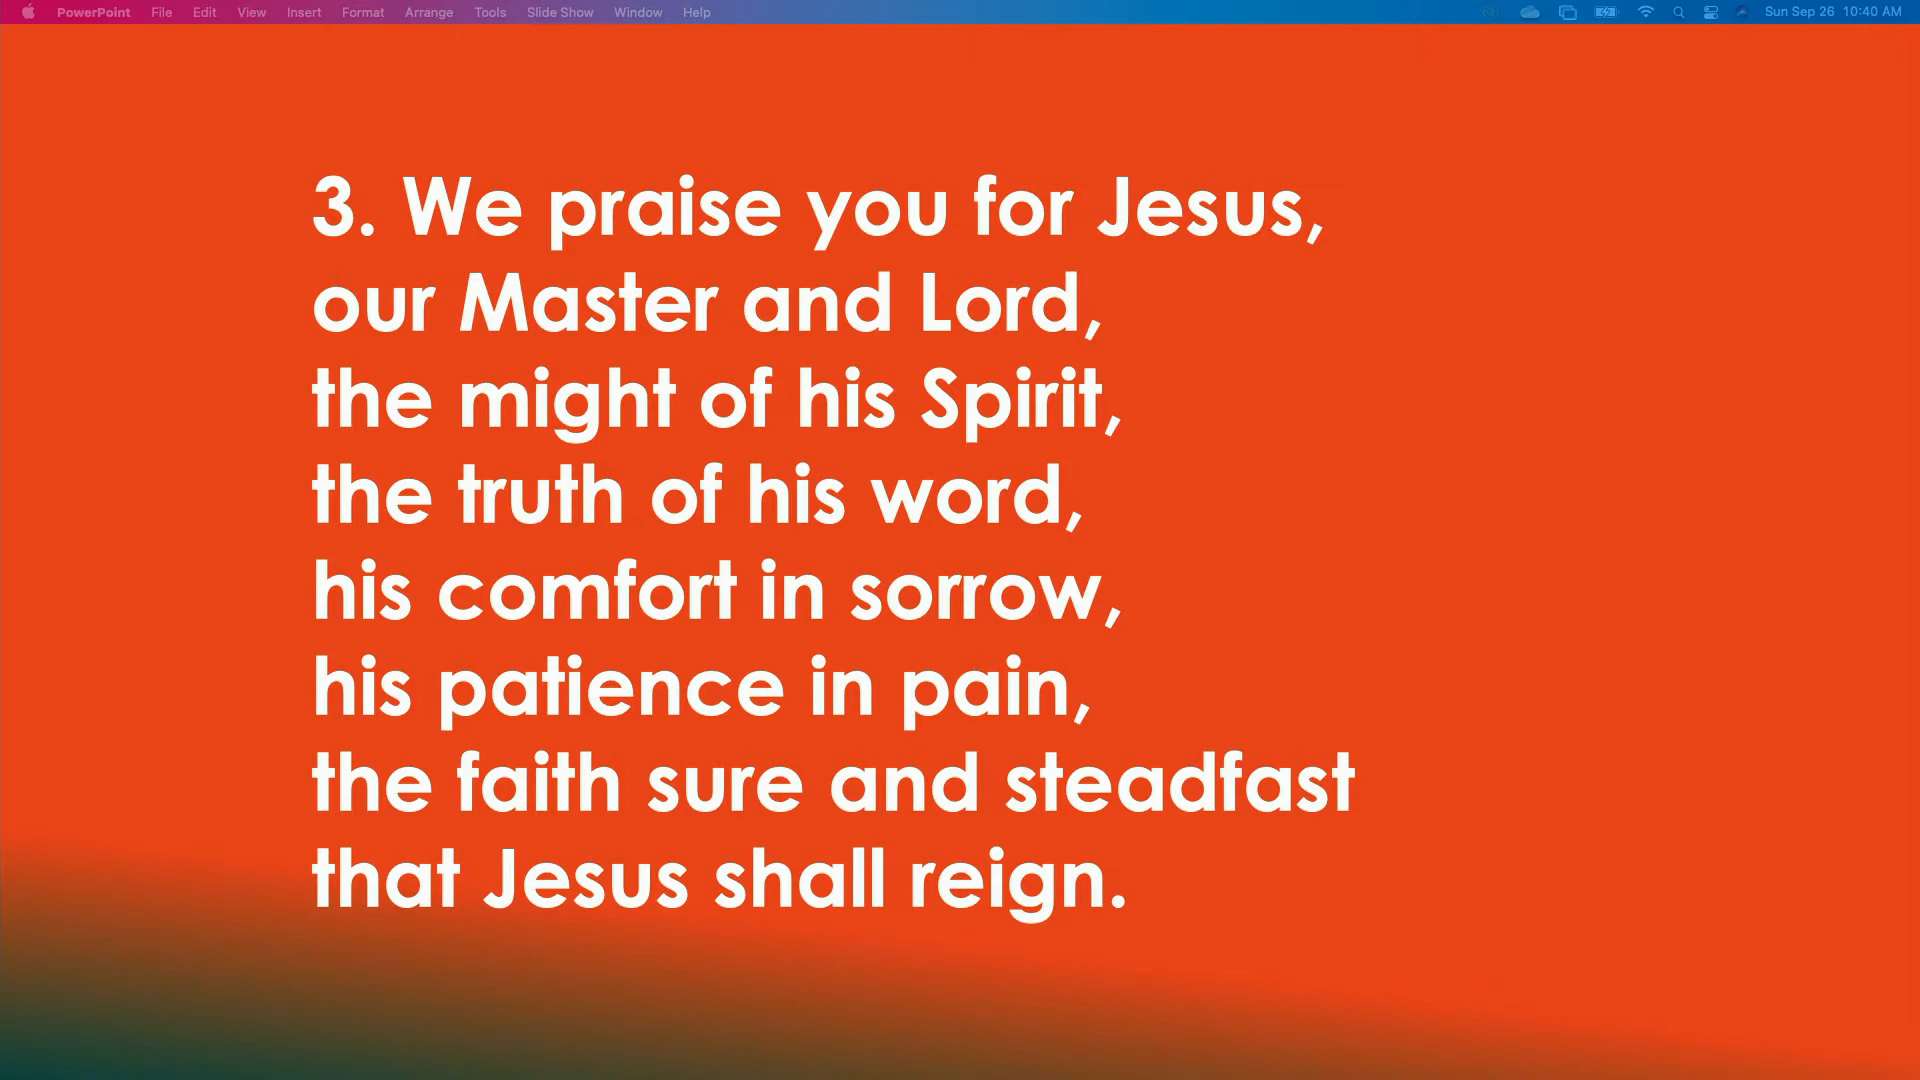 PowerPoint File Edit View Insert Format Arrange Tools Slide Show Window Help Sun Sep 26 10:40 AM
3. We praise you for Jesus,
our Master and Lord,
the might of his Spirit,
the truth of his word,
his comfort in sorrow,
his patience in pain,
the faith sure and steadfast
that Jesus shall reign.